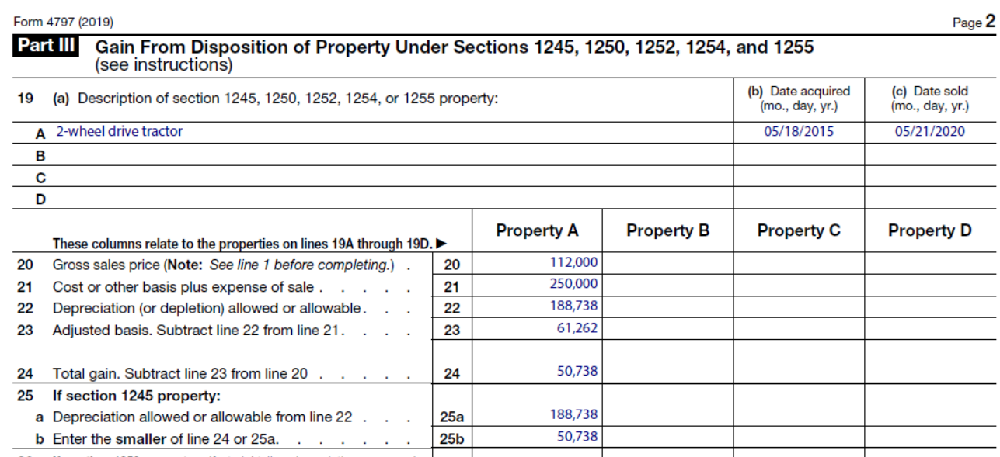 Form 4797 (2019) Page 2
Part III Gain From Disposition of Property Under Sections 1245, 1250, 1252, 1254, and 1255
(see instructions)
19 (a) Description of section 1245, 1250, 1252, 1254, or 1255 property: (b) Date acquired (mo., day, yr.) (c) Date sold (mo., day, yr.)
A 2-wheel drive tractor 05/18/2015 05/21/2020
B
C
D
These columns relate to the properties on lines 19A through 19D. ▶ Property A Property B Property C Property D
20 Gross sales price (Note: See line 1 before completing.) . 20 112,000
21 Cost or other basis plus expense of sale . . . . . 21 250,000
22 Depreciation (or depletion) allowed or allowable . . . 22 188,738
23 Adjusted basis. Subtract line 22 from line 21 . . . . 23 61,262
24 Total gain. Subtract line 23 from line 20 . . . . . 24 50,738
25 If section 1245 property:
a Depreciation allowed or allowable from line 22 . . . 25a 188,738
b Enter the smaller of line 24 or 25a . . . . . . 25b 50,738